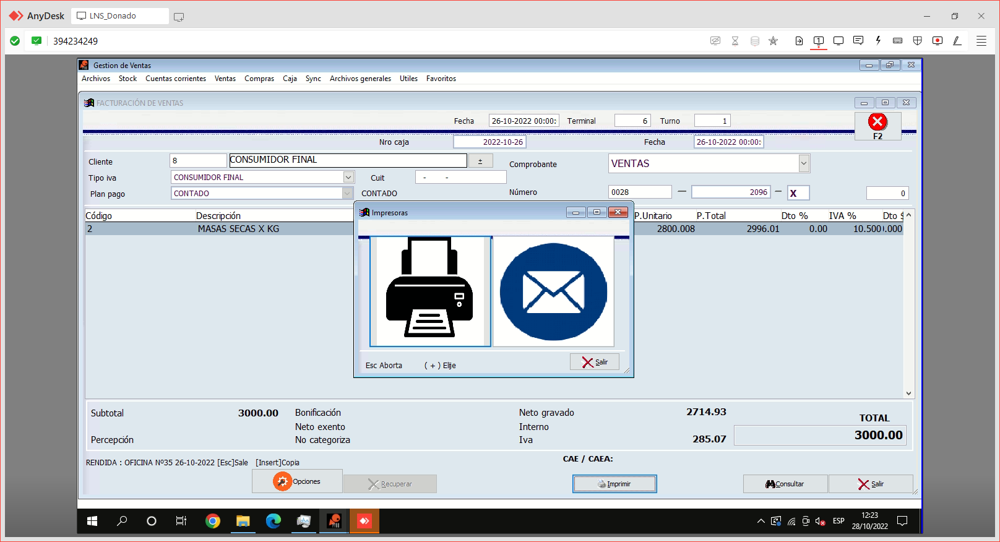 AnyDesk LNS_Donado
394234249
Gestion de Ventas
Archivos Stock Cuentas corrientes Ventas Compras Caja Sync Archivos generales Utiles Favoritos
FACTURACIÓN DE VENTAS
Fecha 26-10-2022 00:00: Terminal 6 Turno 1
F2
Nro caja 2022-10-26 Fecha 26-10-2022 00:00:
Cliente 8 CONSUMIDOR FINAL ± Comprobante VENTAS
Tipo iva CONSUMIDOR FINAL Cuit - -
Plan pago CONTADO CONTADO Número 0028 — 2096 — X 0
Impresoras
Código Descripción P.Unitario P.Total Dto % IVA % Dto $
2 MASAS SECAS X KG 2800.008 2996.01 0.00 10.500 0.000
Esc Aborta ( + ) Elije Salir
Subtotal 3000.00 Bonificación Neto gravado 2714.93 TOTAL
Neto exento Interno 3000.00
Percepción No categoriza Iva 285.07
RENDIDA : OFICINA Nº35 26-10-2022 [Esc]Sale [Insert]Copia CAE / CAEA:
Opciones Recuperar Imprimir Consultar Salir
ESP 12:23
28/10/2022